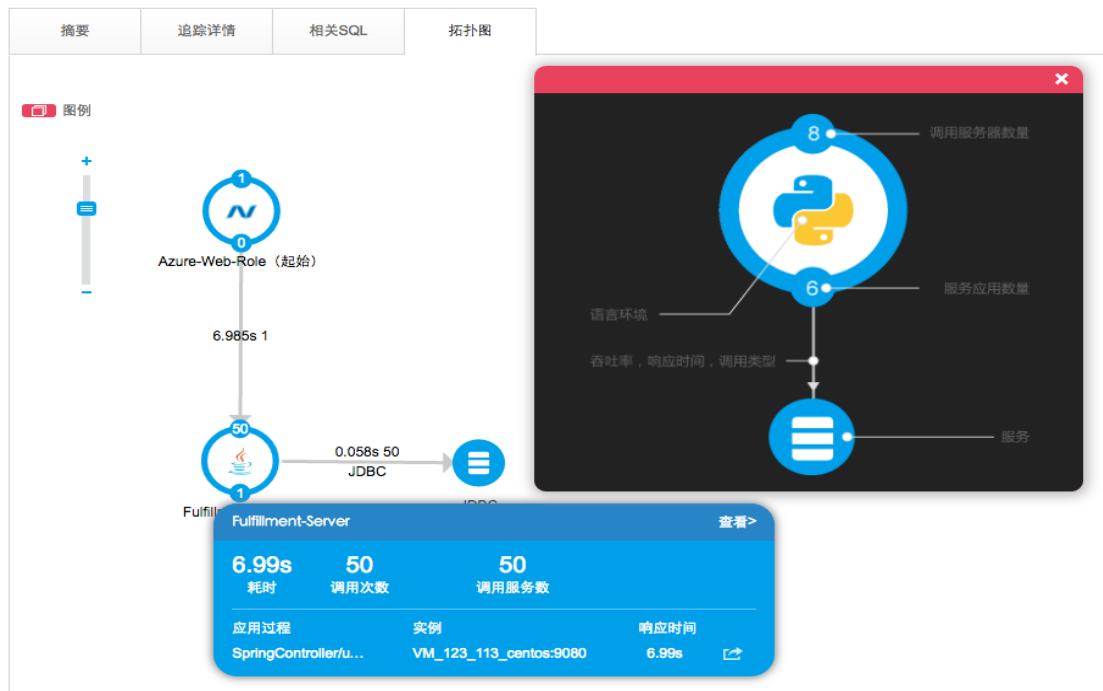 摘要
追踪详情
相关SQL
拓扑图
图例
+
−
1
0
Azure-Web-Role（起始）
6.985s 1
50
1
0.058s 50
JDBC
JDBC
Fulfill
8
调用服务器数量
6
服务应用数量
语言环境
吞吐率，响应时间，调用类型
服务
Fulfillment-Server
查看>
6.99s
50
50
耗时
调用次数
调用服务数
应用过程
实例
响应时间
SpringController/u...
VM_123_113_centos:9080
6.99s